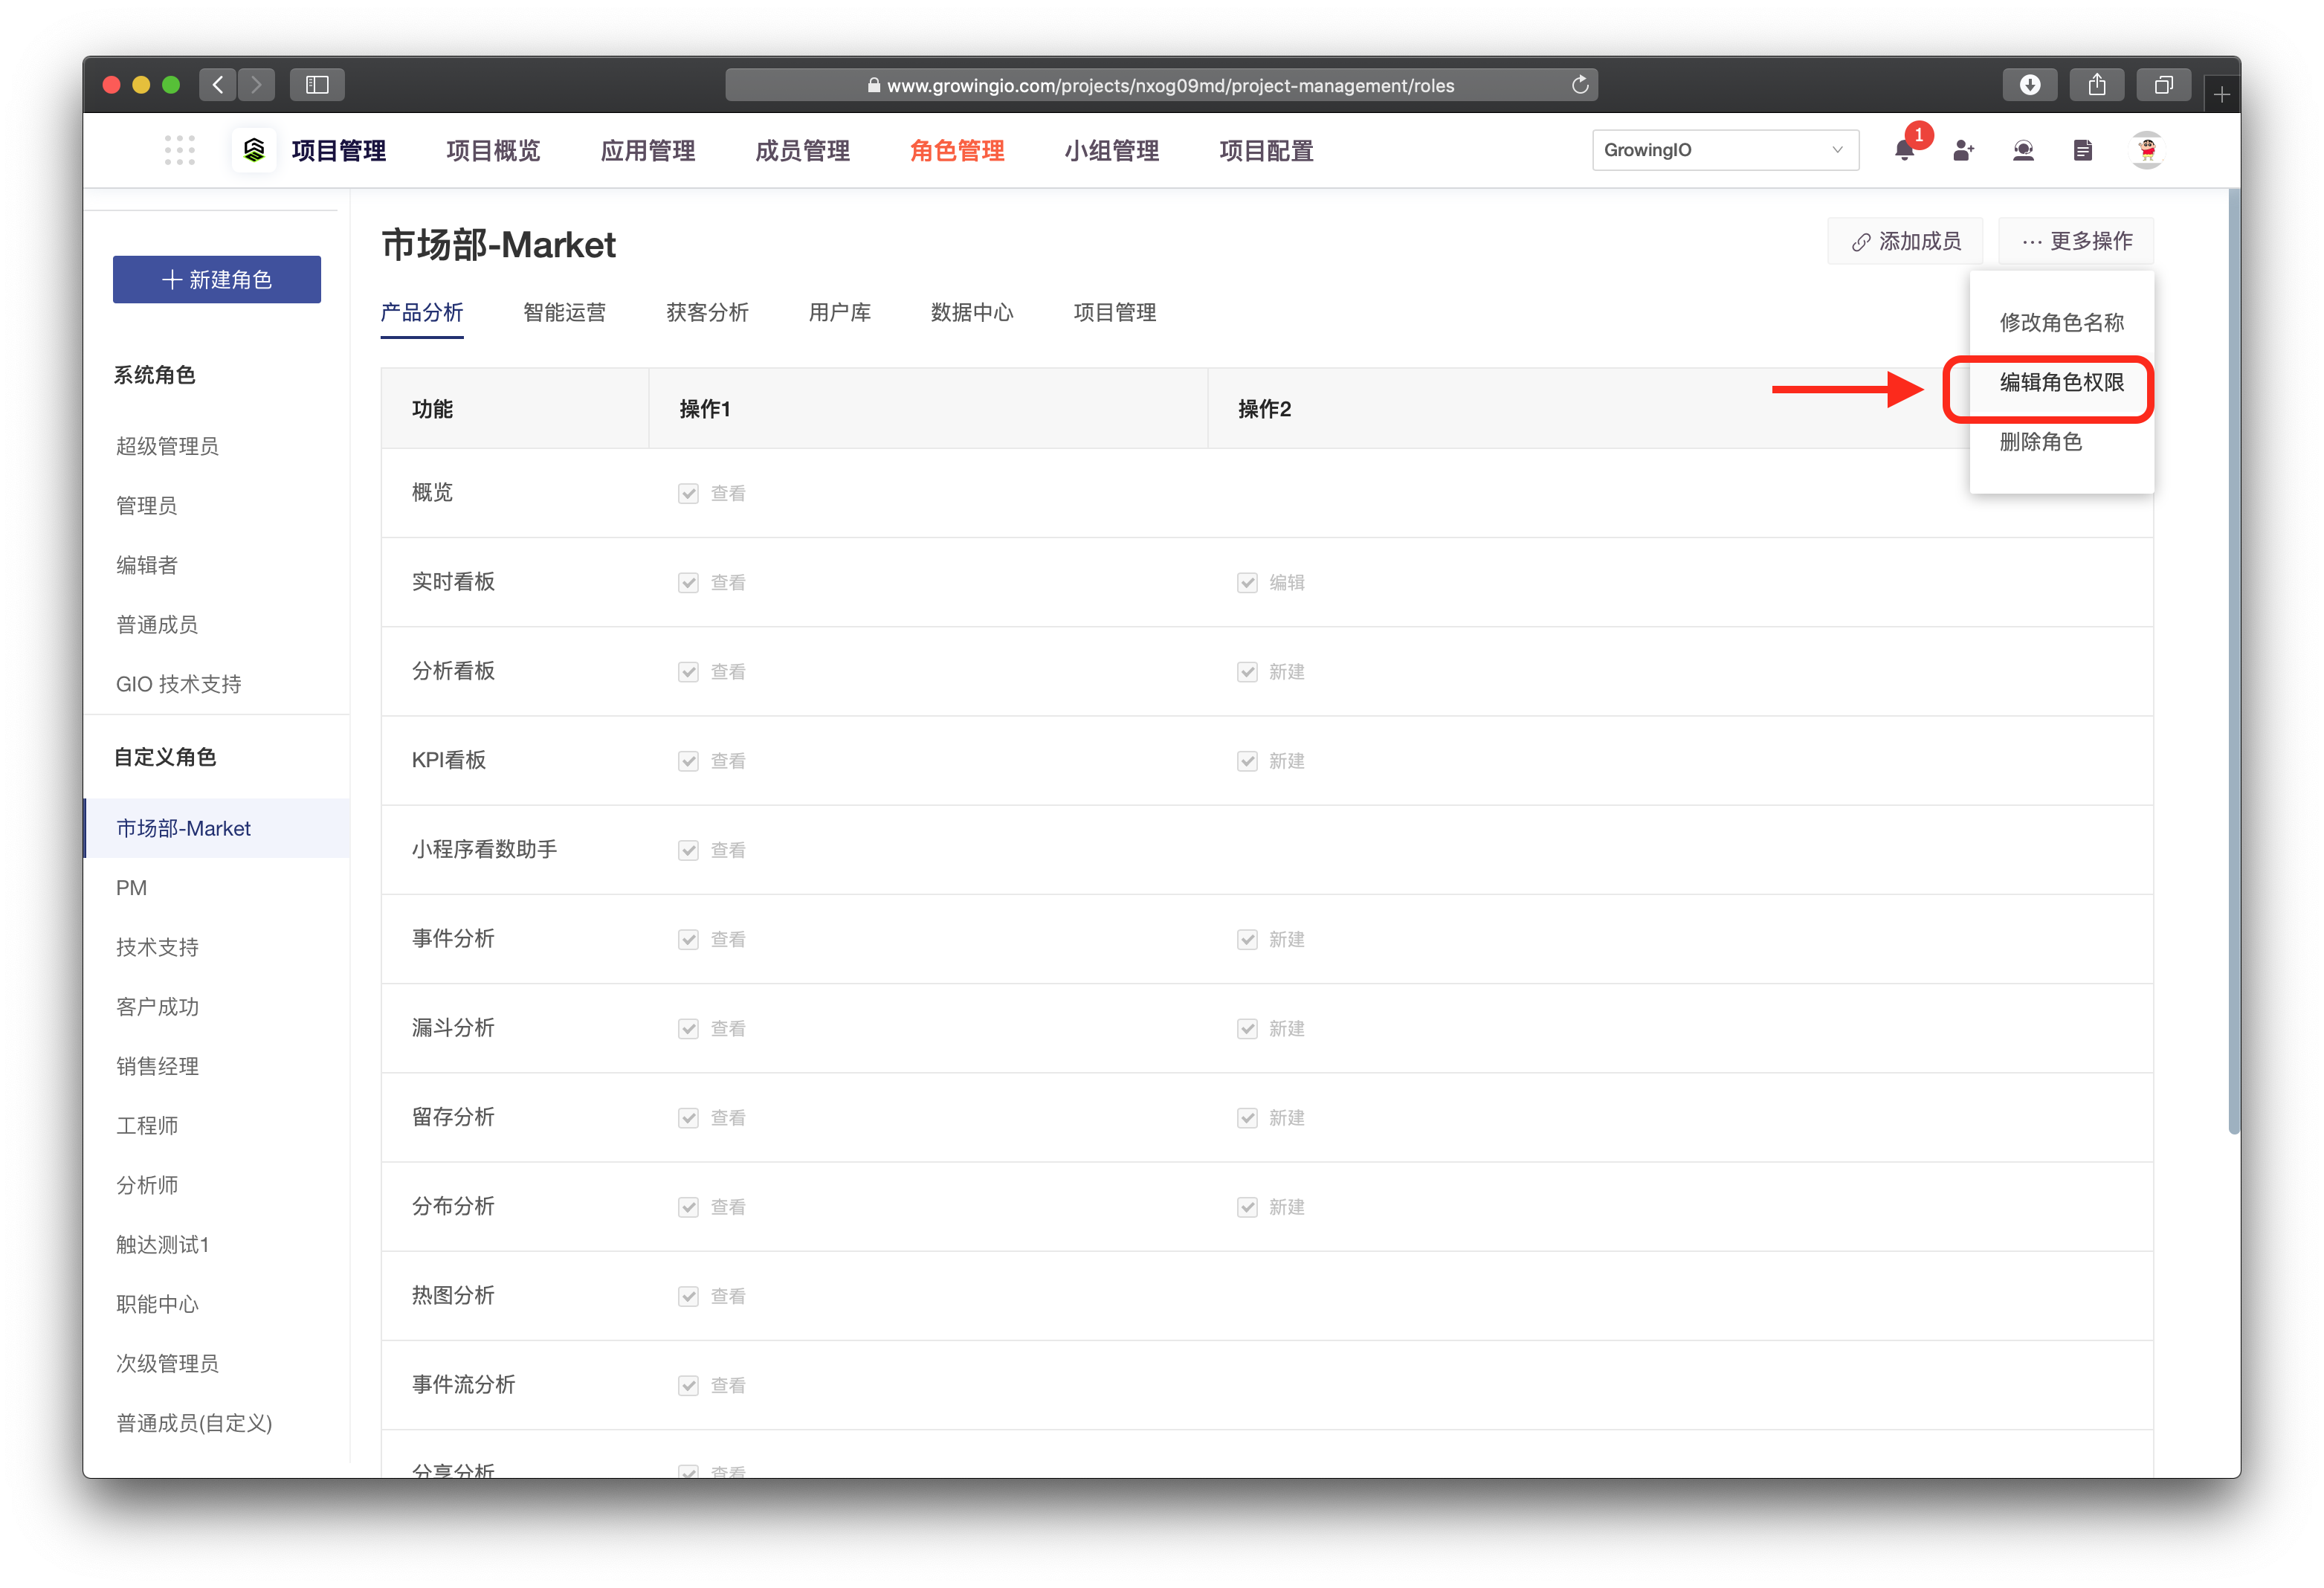 www.growingio.com/projects/nxog09md/project-management/roles
项目管理 项目概览 应用管理 成员管理 角色管理 小组管理 项目配置 GrowingIO 1
市场部-Market 添加成员 ··· 更多操作
新建角色
产品分析 智能运营 获客分析 用户库 数据中心 项目管理
修改角色名称
编辑角色权限
删除角色
系统角色
超级管理员
管理员
编辑者
普通成员
GIO 技术支持
自定义角色
市场部-Market
PM
技术支持
客户成功
销售经理
工程师
分析师
触达测试1
职能中心
次级管理员
普通成员(自定义)
功能 操作1 操作2
概览 查看
实时看板 查看 编辑
分析看板 查看 新建
KPI看板 查看 新建
小程序看数助手 查看
事件分析 查看 新建
漏斗分析 查看 新建
留存分析 查看 新建
分布分析 查看 新建
热图分析 查看
事件流分析 查看
分享分析 查看